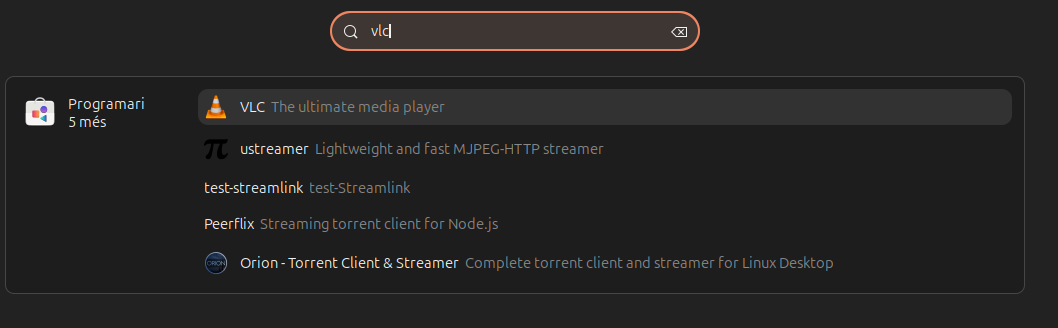 vlc
Programari
5 més
VLC The ultimate media player
ustreamer Lightweight and fast MJPEG-HTTP streamer
test-streamlink test-Streamlink
Peerflix Streaming torrent client for Node.js
ORION
Orion - Torrent Client & Streamer Complete torrent client and streamer for Linux Desktop